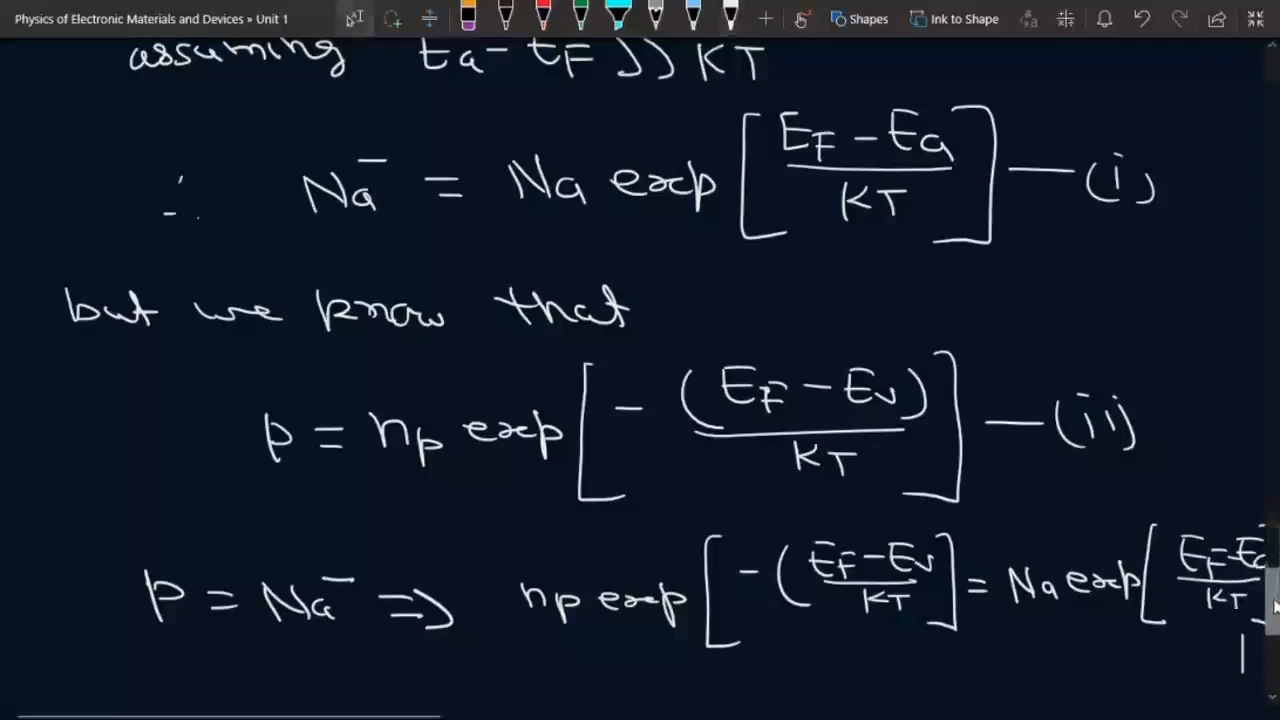 Physics of Electronic Materials and Devices » Unit 1
Shapes
Ink to Shape
assuming Ea - EF >> KT
∴ Na⁻ = Na exp [ (EF - Ea) / KT ] — (i)
but we know that
p = np exp [ - (EF - Ev) / KT ] — (ii)
p = Na⁻ => np exp [ - (EF - Ev / KT ] = Na exp [ EF - Ea / KT ]